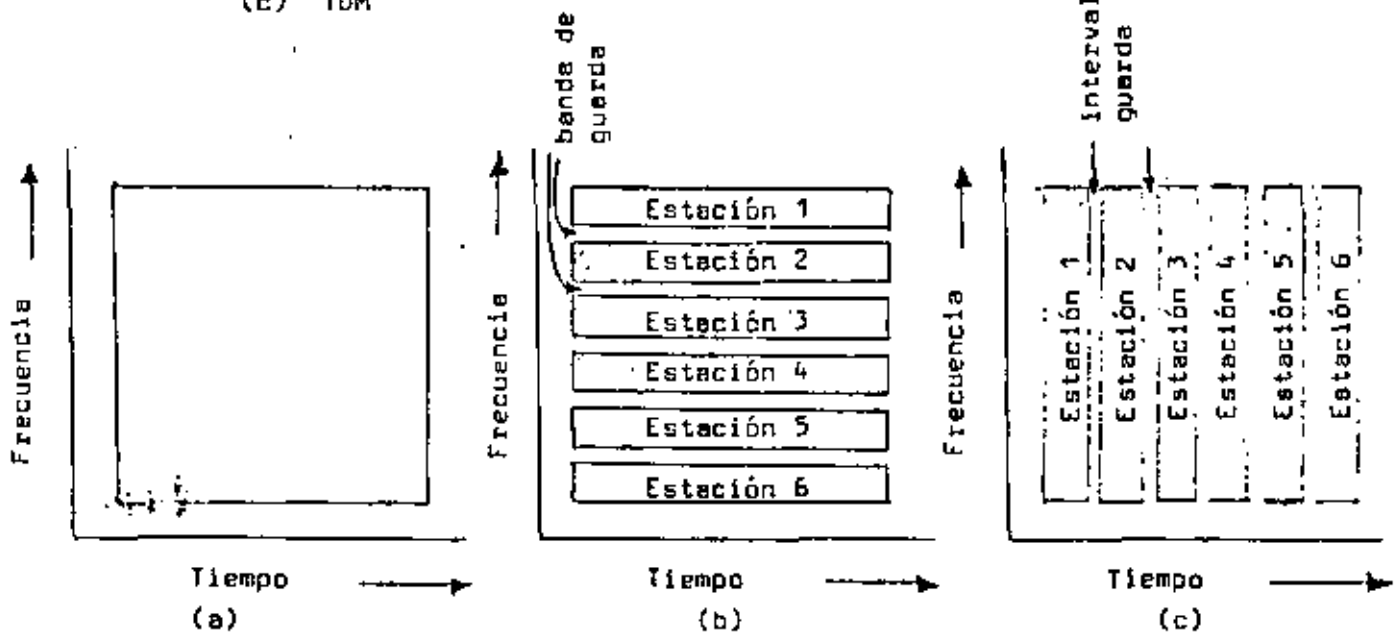 (E) TDM
banda de
guarda
interval
guarda
Frecuencia
Tiempo
(a)
Frecuencia
Estación 1
Estación 2
Estación 3
Estación 4
Estación 5
Estación 6
Tiempo
(b)
Frecuencia
Estación 1
Estación 2
Estación 3
Estación 4
Estación 5
Estación 6
Tiempo
(c)